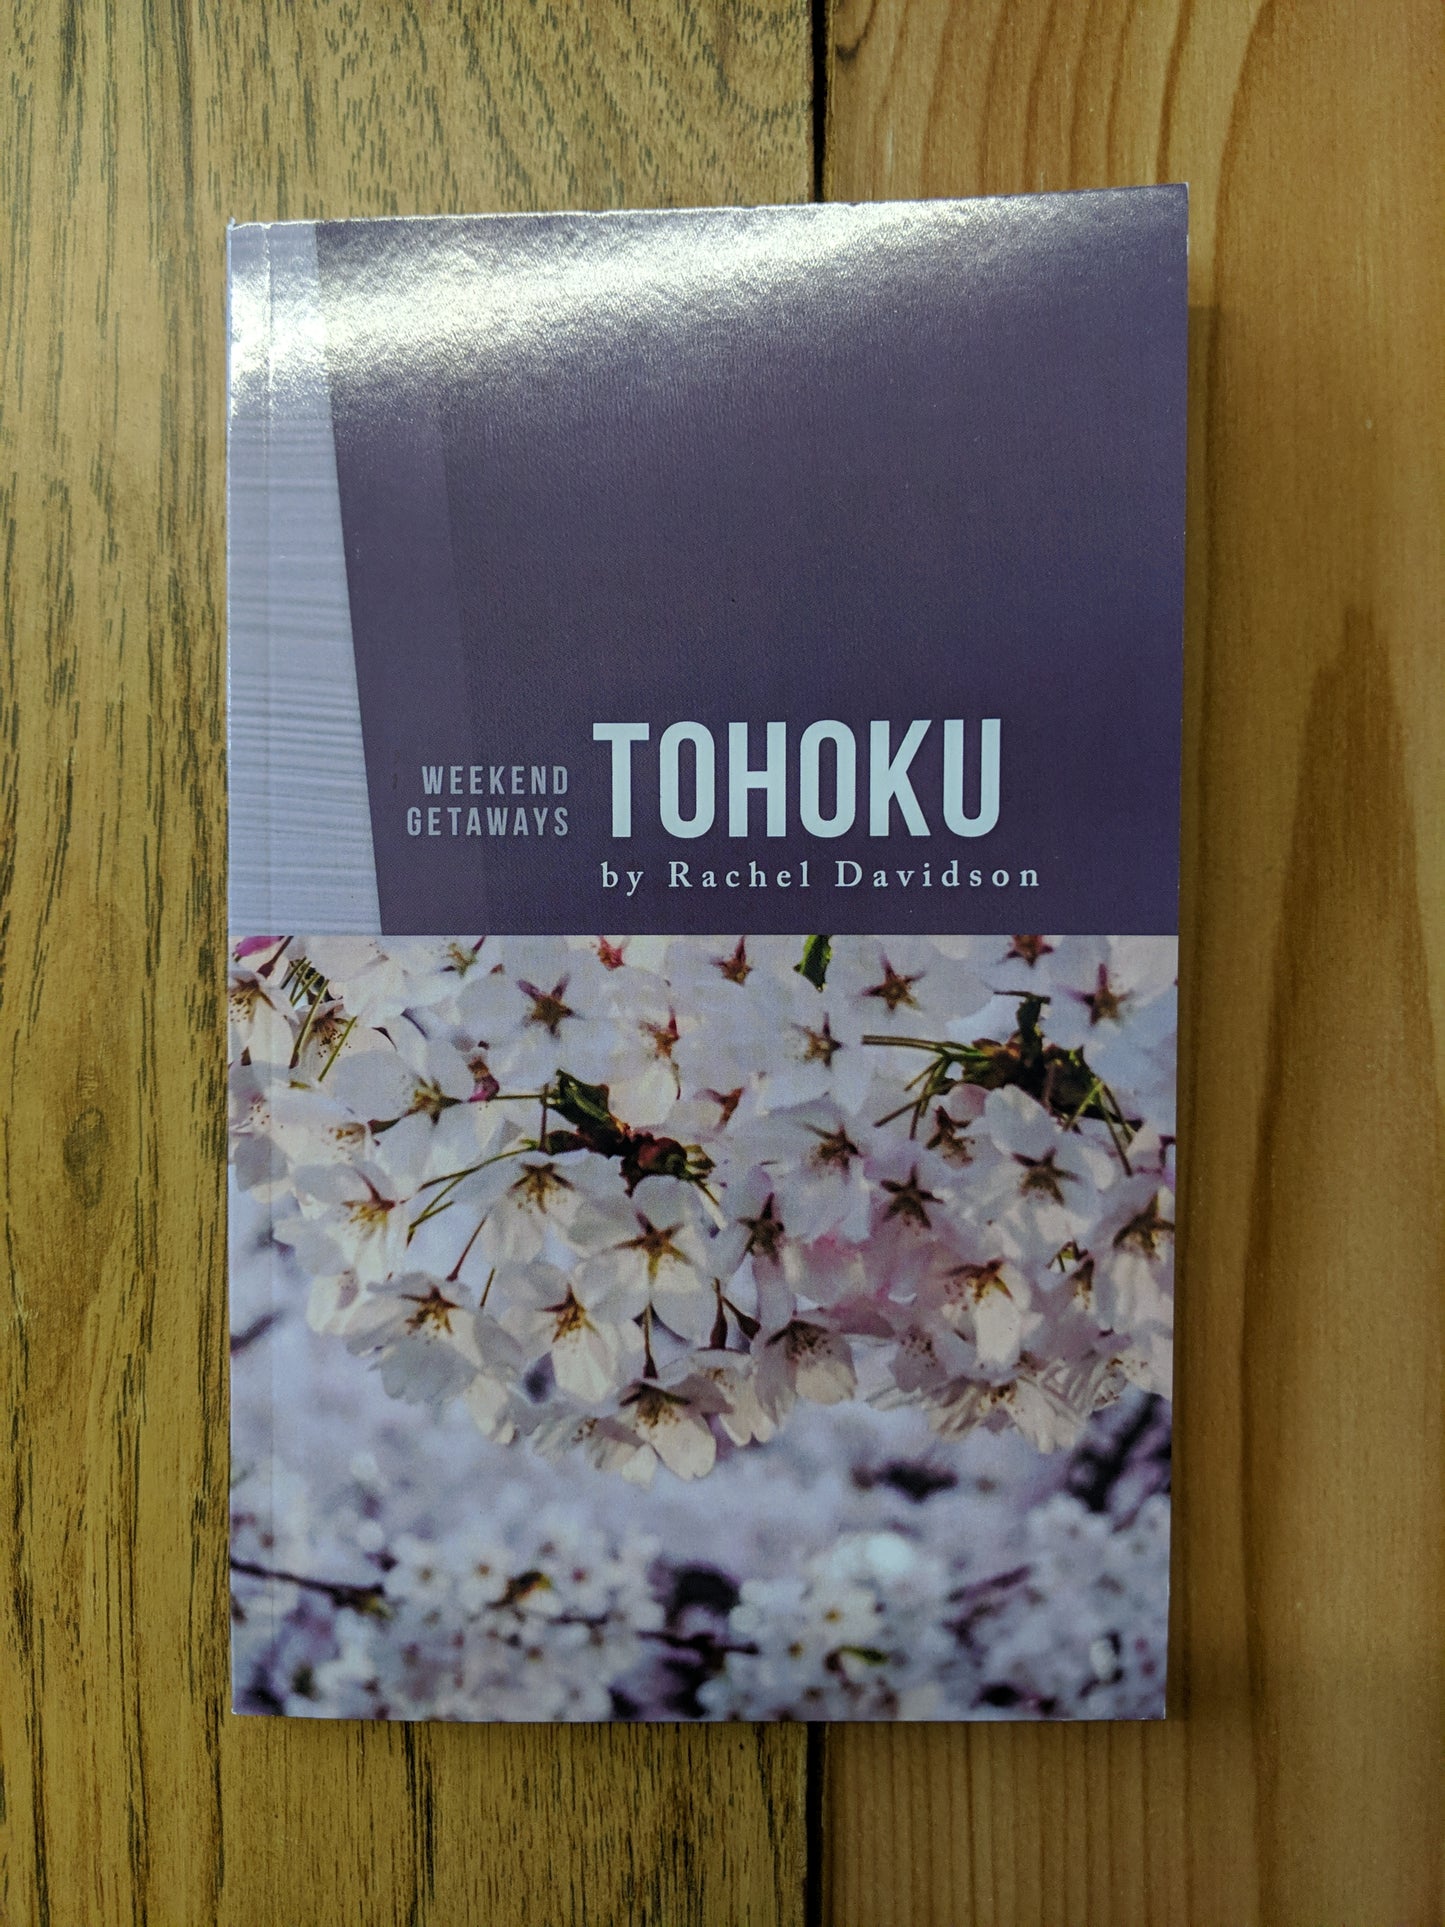 WEEKEND
GETAWAYS
TOHOKU
by Rachel Davidson